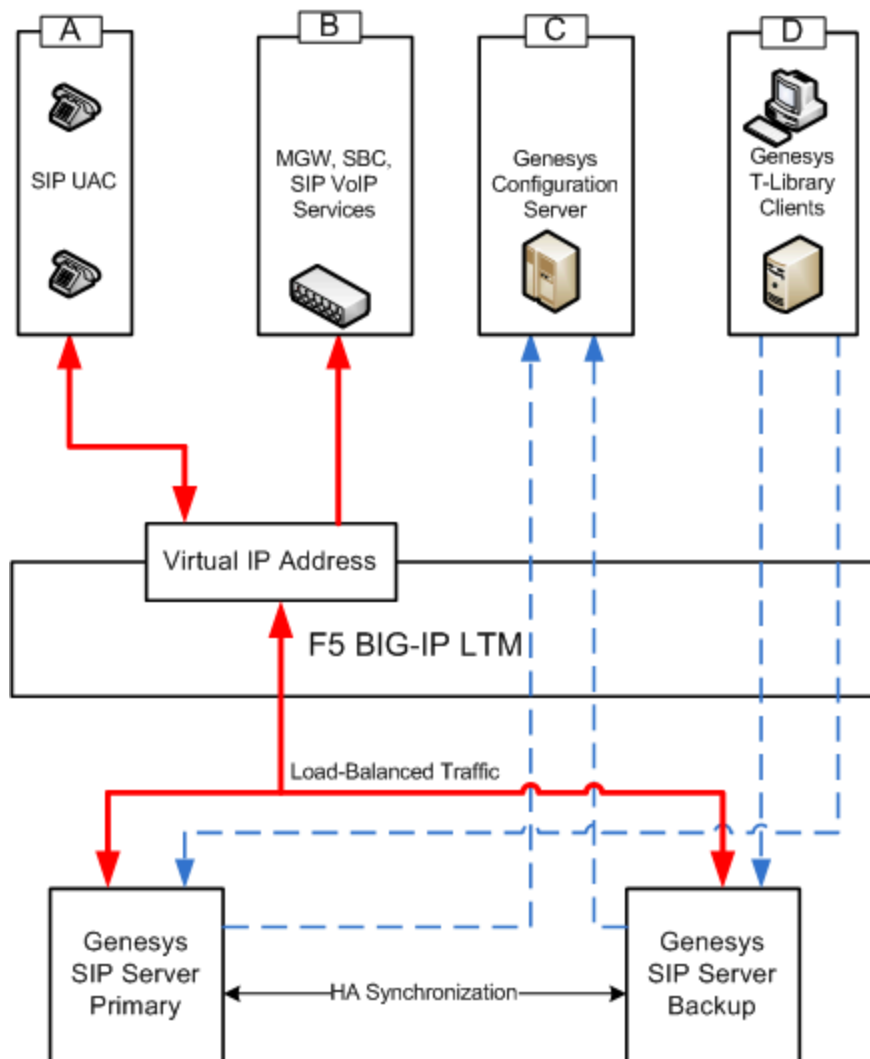 A
B
C
D
SIP UAC
MGW, SBC,
SIP VoIP
Services
Genesys
Configuration
Server
Genesys
T-Library
Clients
Virtual IP Address
F5 BIG-IP LTM
Load-Balanced Traffic
Genesys
SIP Server
Primary
HA Synchronization
Genesys
SIP Server
Backup